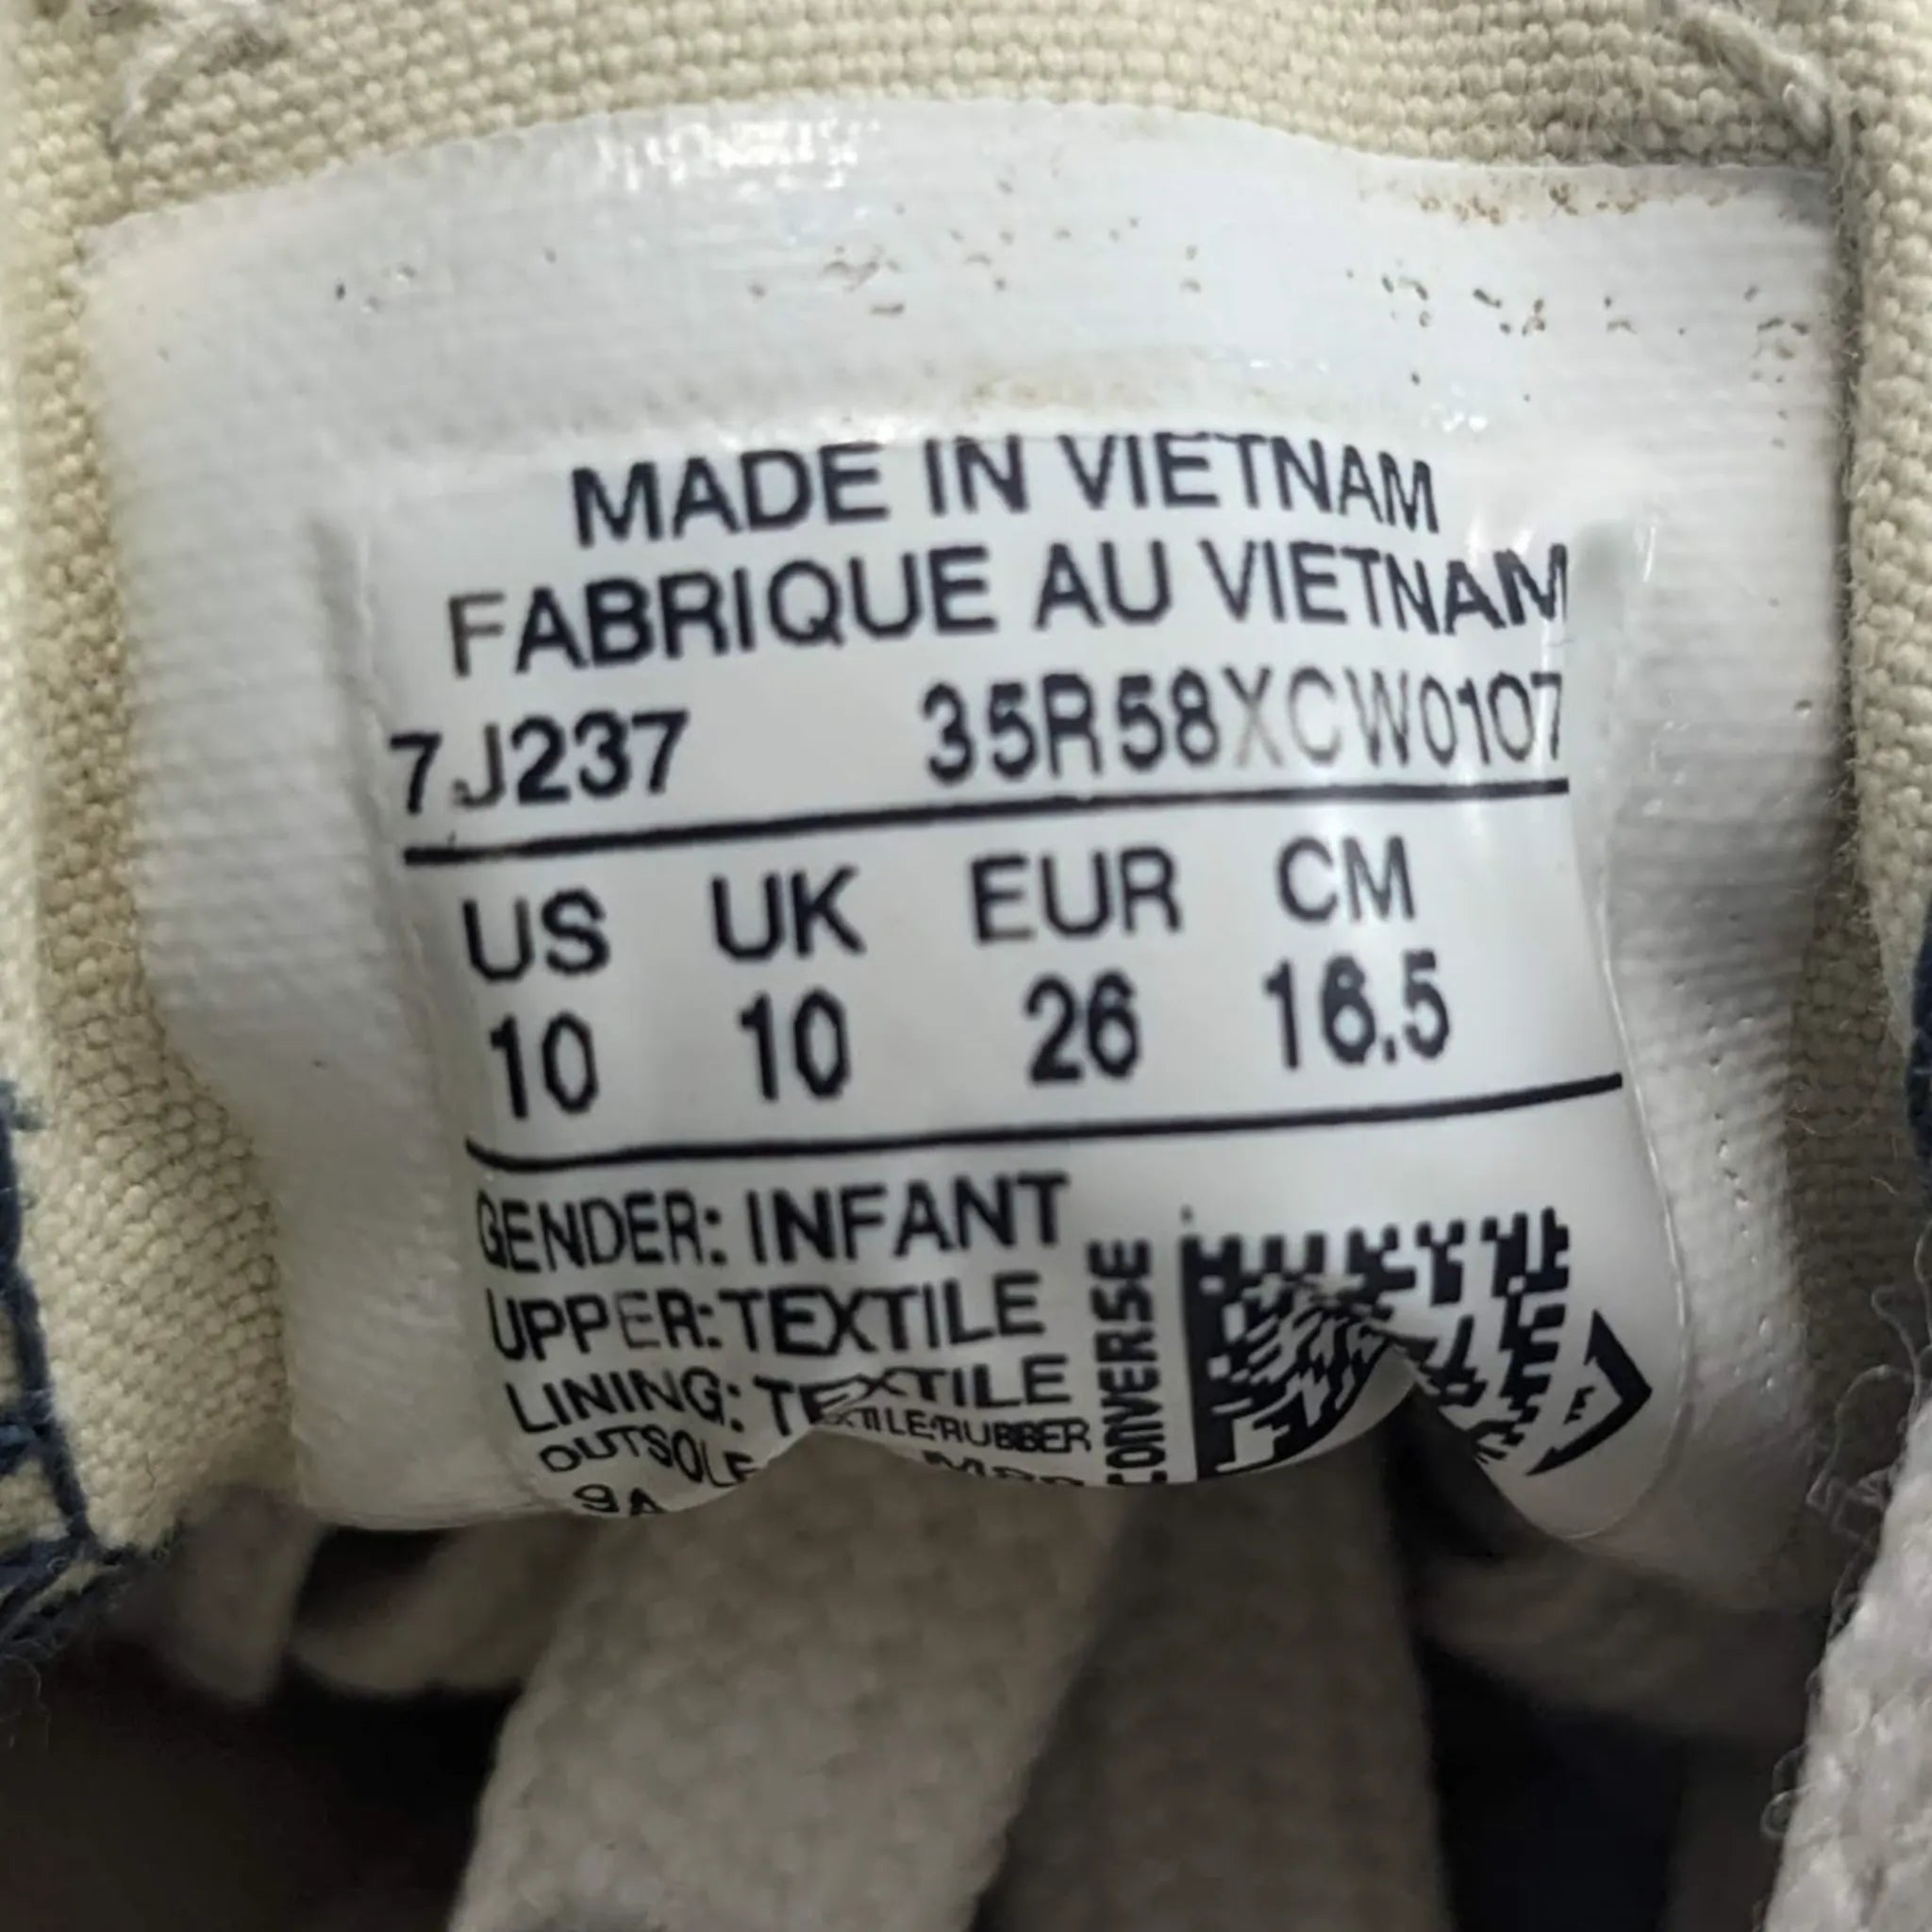 MADE IN VIETNAM
FABRIQUE AU VIETNAM
7J237 35R58XCW0107
US UK EUR CM
10 10 26 16.5
GENDER: INFANT
UPPER: TEXTILE
LINING: TEXTILE
OUTSOLE TEXTILE/RUBBER
CONVERSE